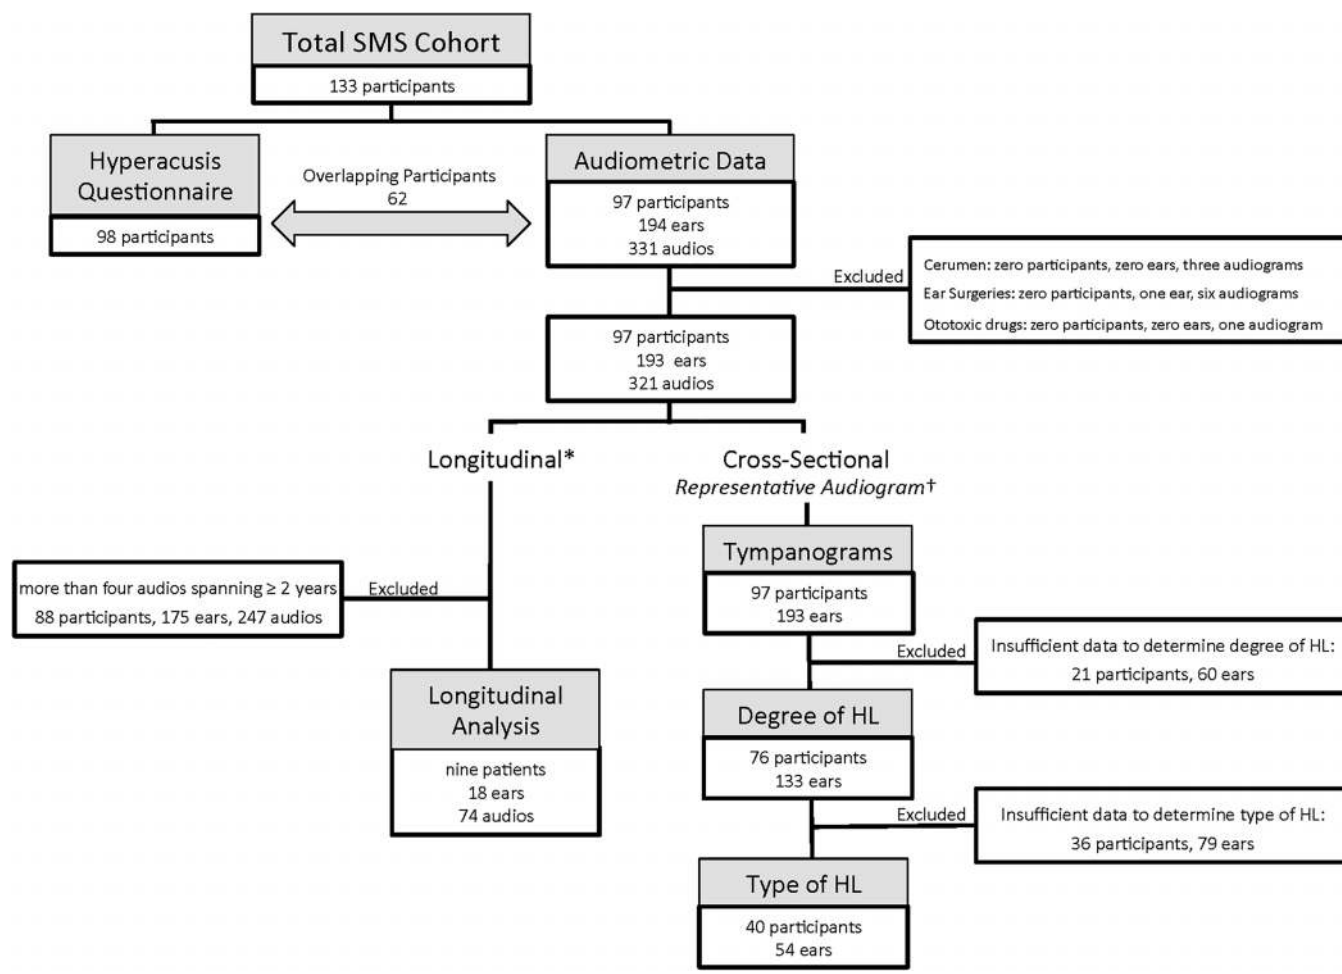 Total SMS Cohort
133 participants
Hyperacusis
Questionnaire
98 participants
Overlapping Participants
62
Audiometric Data
97 participants
194 ears
331 audios
Excluded
Cerumen: zero participants, zero ears, three audiograms
Ear Surgeries: zero participants, one ear, six audiograms
Ototoxic drugs: zero participants, zero ears, one audiogram
97 participants
193 ears
321 audios
Longitudinal*
Cross-Sectional
Representative Audiogram†
more than four audios spanning ≥ 2 years
88 participants, 175 ears, 247 audios
Excluded
Longitudinal
Analysis
nine patients
18 ears
74 audios
Tympanograms
97 participants
193 ears
Excluded
Insufficient data to determine degree of HL:
21 participants, 60 ears
Degree of HL
76 participants
133 ears
Excluded
Insufficient data to determine type of HL:
36 participants, 79 ears
Type of HL
40 participants
54 ears